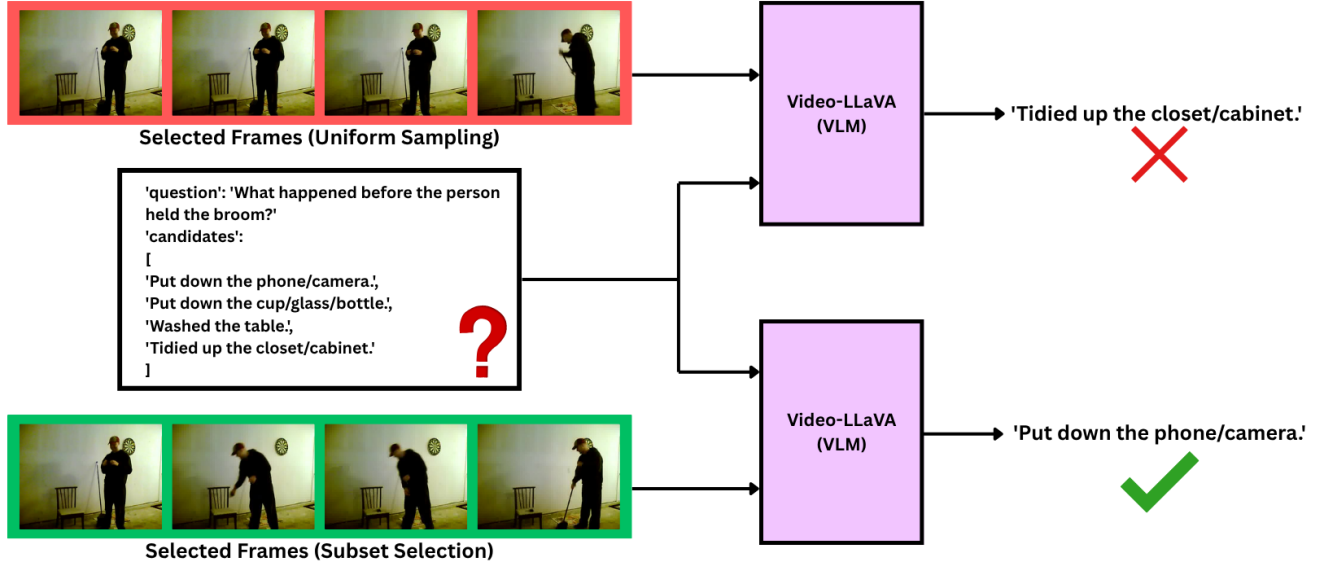 Selected Frames (Uniform Sampling)
Video-LLaVA
(VLM)
'Tidied up the closet/cabinet.'
'question': 'What happened before the person
held the broom?'
'candidates':
[
'Put down the phone/camera.',
'Put down the cup/glass/bottle.',
'Washed the table.',
'Tidied up the closet/cabinet.'
]
?
Video-LLaVA
(VLM)
'Put down the phone/camera.'
Selected Frames (Subset Selection)